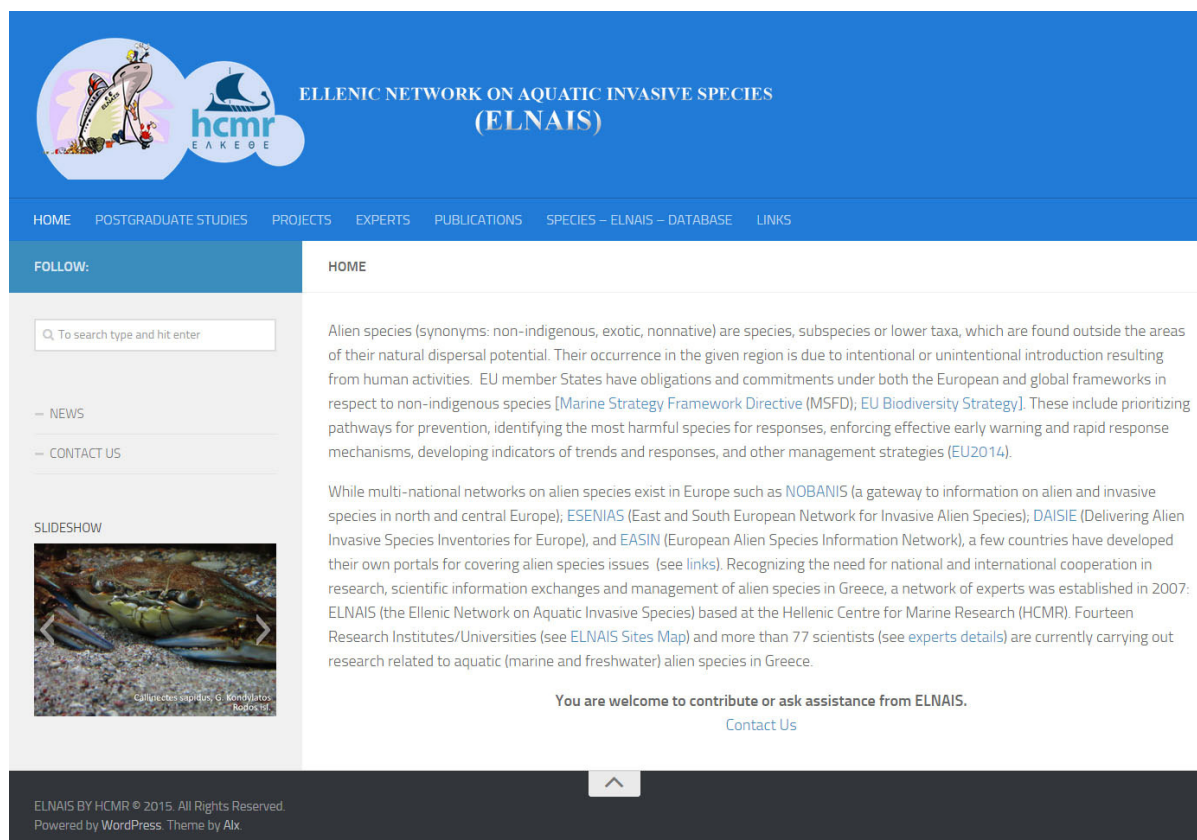 ELNAIS
hcmr
ΕΛΚΕΘΕ
ELLENIC NETWORK ON AQUATIC INVASIVE SPECIES
(ELNAIS)
HOME POSTGRADUATE STUDIES PROJECTS EXPERTS PUBLICATIONS SPECIES – ELNAIS – DATABASE LINKS
FOLLOW:
To search type and hit enter
— NEWS
— CONTACT US
SLIDESHOW
Callinectes sapidus, G. Kondylatos
Rodos isl.
HOME
Alien species (synonyms: non-indigenous, exotic, nonnative) are species, subspecies or lower taxa, which are found outside the areas
of their natural dispersal potential. Their occurrence in the given region is due to intentional or unintentional introduction resulting
from human activities. EU member States have obligations and commitments under both the European and global frameworks in
respect to non-indigenous species [Marine Strategy Framework Directive (MSFD); EU Biodiversity Strategy]. These include prioritizing
pathways for prevention, identifying the most harmful species for responses, enforcing effective early warning and rapid response
mechanisms, developing indicators of trends and responses, and other management strategies (EU2014).
While multi-national networks on alien species exist in Europe such as NOBANIS (a gateway to information on alien and invasive
species in north and central Europe); ESENIAS (East and South European Network for Invasive Alien Species); DAISIE (Delivering Alien
Invasive Species Inventories for Europe), and EASIN (European Alien Species Information Network), a few countries have developed
their own portals for covering alien species issues (see links). Recognizing the need for national and international cooperation in
research, scientific information exchanges and management of alien species in Greece, a network of experts was established in 2007:
ELNAIS (the Ellenic Network on Aquatic Invasive Species) based at the Hellenic Centre for Marine Research (HCMR). Fourteen
Research Institutes/Universities (see ELNAIS Sites Map) and more than 77 scientists (see experts details) are currently carrying out
research related to aquatic (marine and freshwater) alien species in Greece.
You are welcome to contribute or ask assistance from ELNAIS.
Contact Us
ELNAIS BY HCMR © 2015. All Rights Reserved.
Powered by WordPress. Theme by Alx.